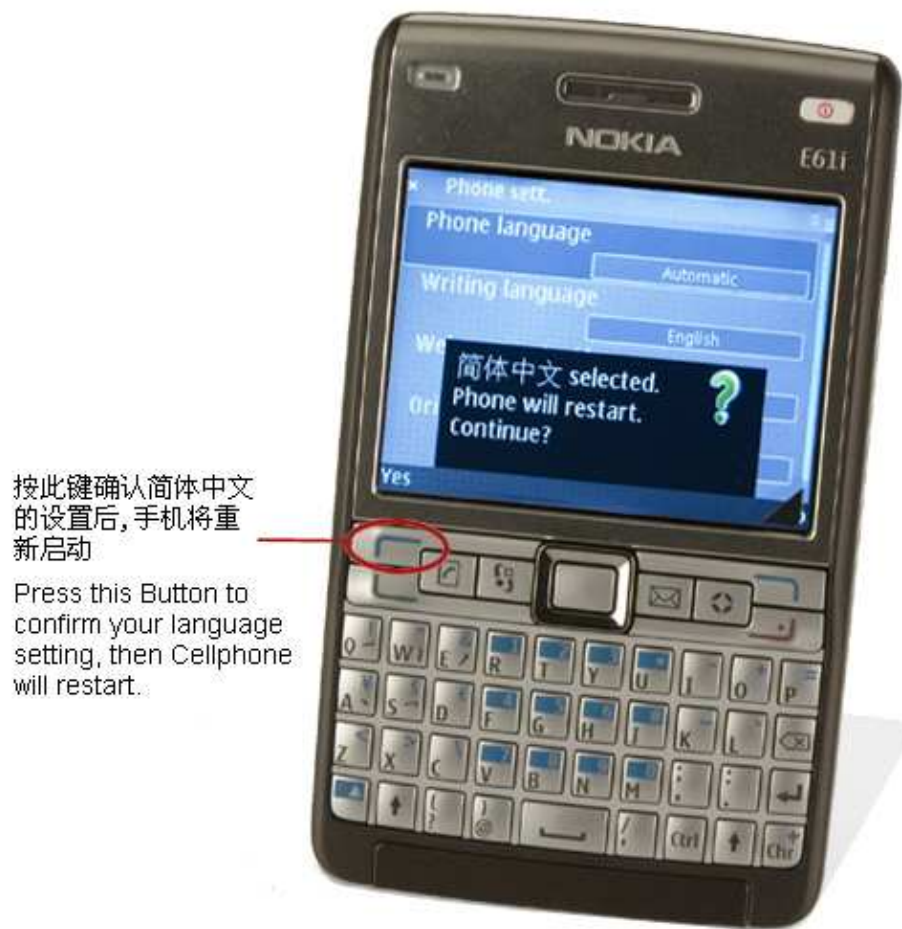 NOKIA
E61i
Phone sett.
Phone language
Automatic
Writing language
English
简体中文 selected.
Phone will restart.
Continue?
Yes
按此键确认简体中文
的设置后,手机将重
新启动
Press this Button to
confirm your language
setting, then Cellphone
will restart.
Q W E R T Y U I O P
A S D F G H J K L
Z X C V B N M
Ctrl
Chr